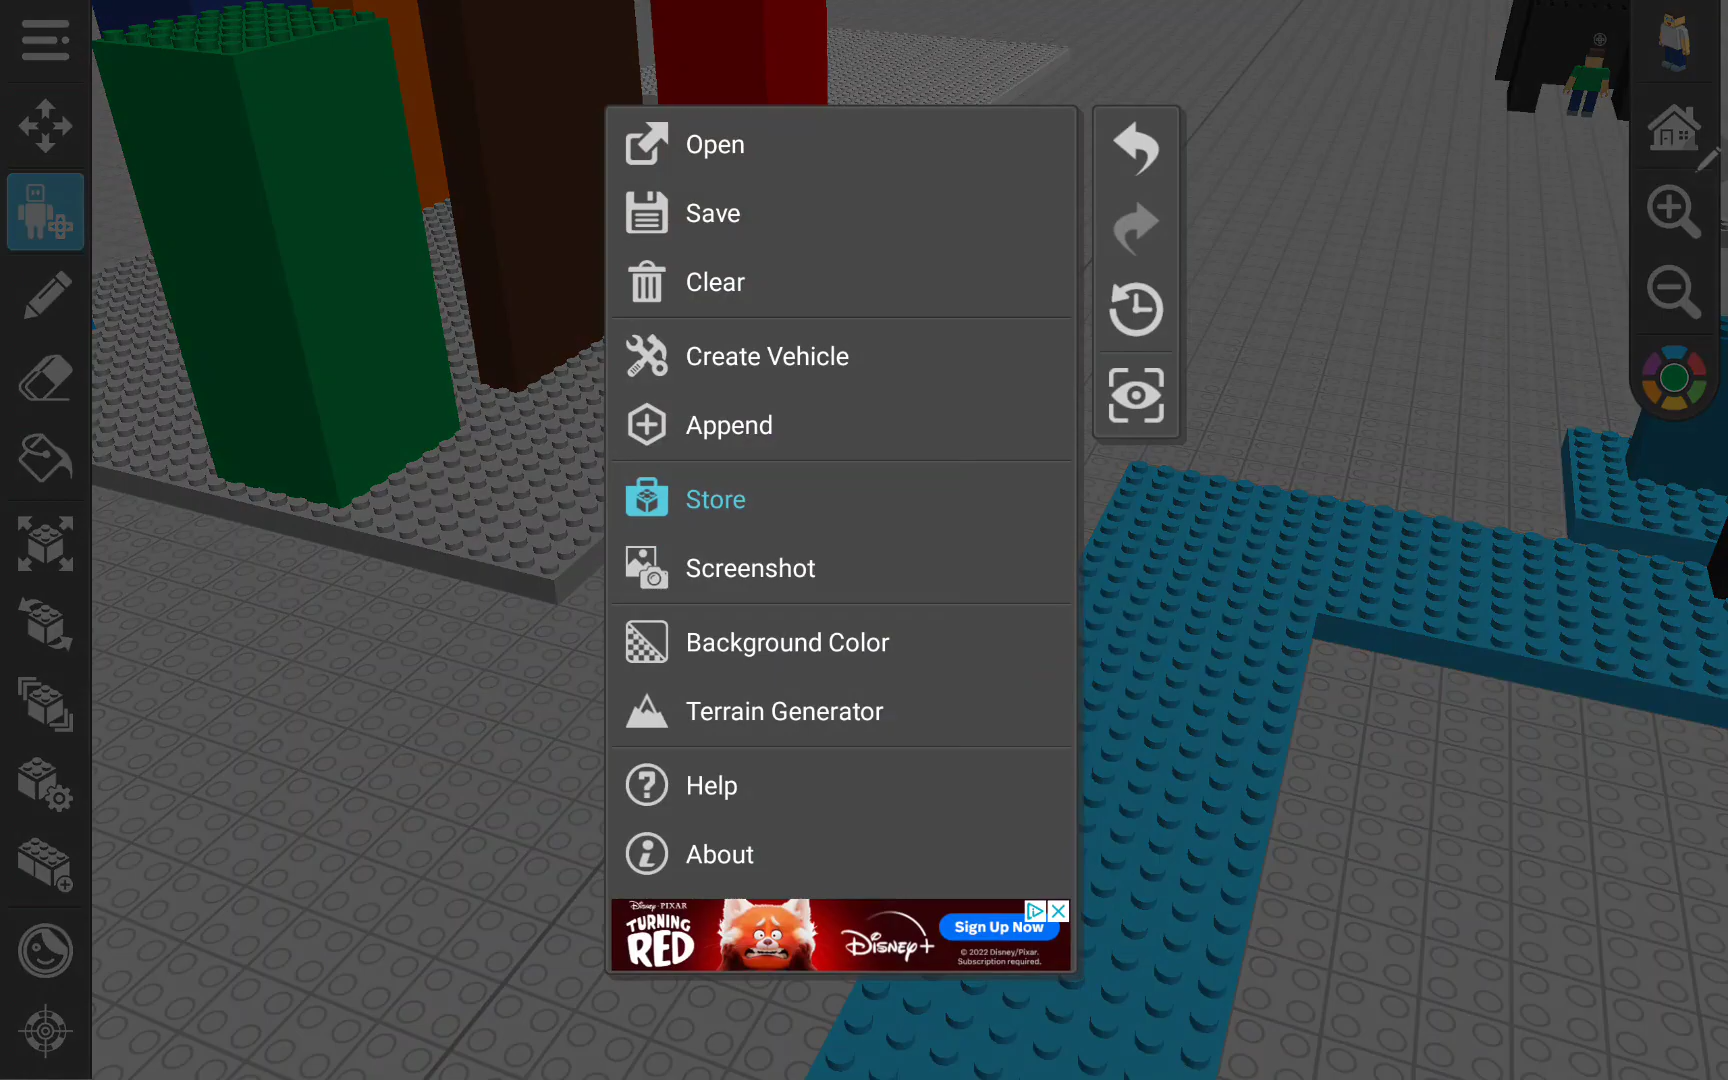 Open
Save
Clear
Create Vehicle
Append
Store
Screenshot
Background Color
Terrain Generator
Help
About
Disney · PIXAR
TURNING
RED
Disney+
Sign Up Now
© 2022 Disney/Pixar.
Subscription required.